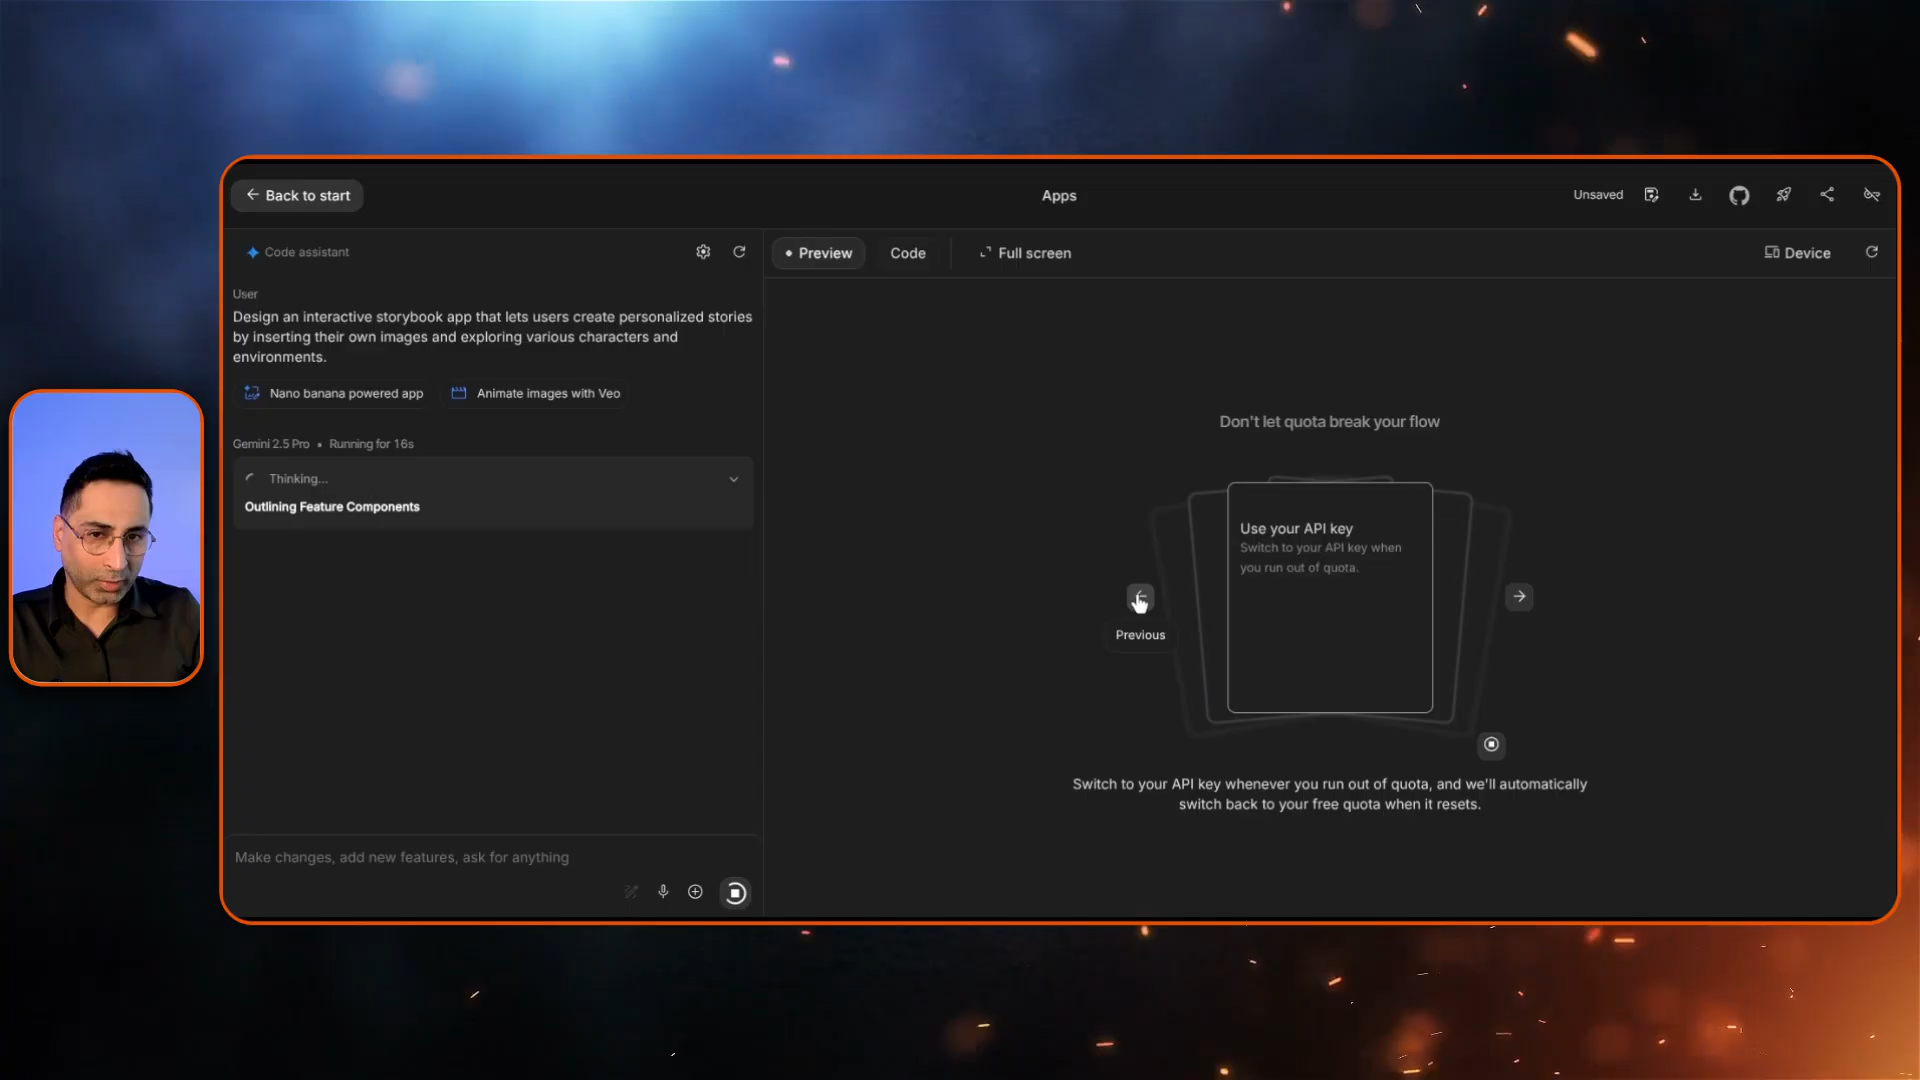 Back to start
Apps
Unsaved
Code assistant
Preview
Code
Full screen
Device
User
Design an interactive storybook app that lets users create personalized stories
by inserting their own images and exploring various characters and
environments.
Nano banana powered app
Animate images with Veo
Gemini 2.5 Pro • Running for 16s
Thinking...
Outlining Feature Components
Don't let quota break your flow
Use your API key
Switch to your API key when
you run out of quota.
Previous
Switch to your API key whenever you run out of quota, and we'll automatically
switch back to your free quota when it resets.
Make changes, add new features, ask for anything